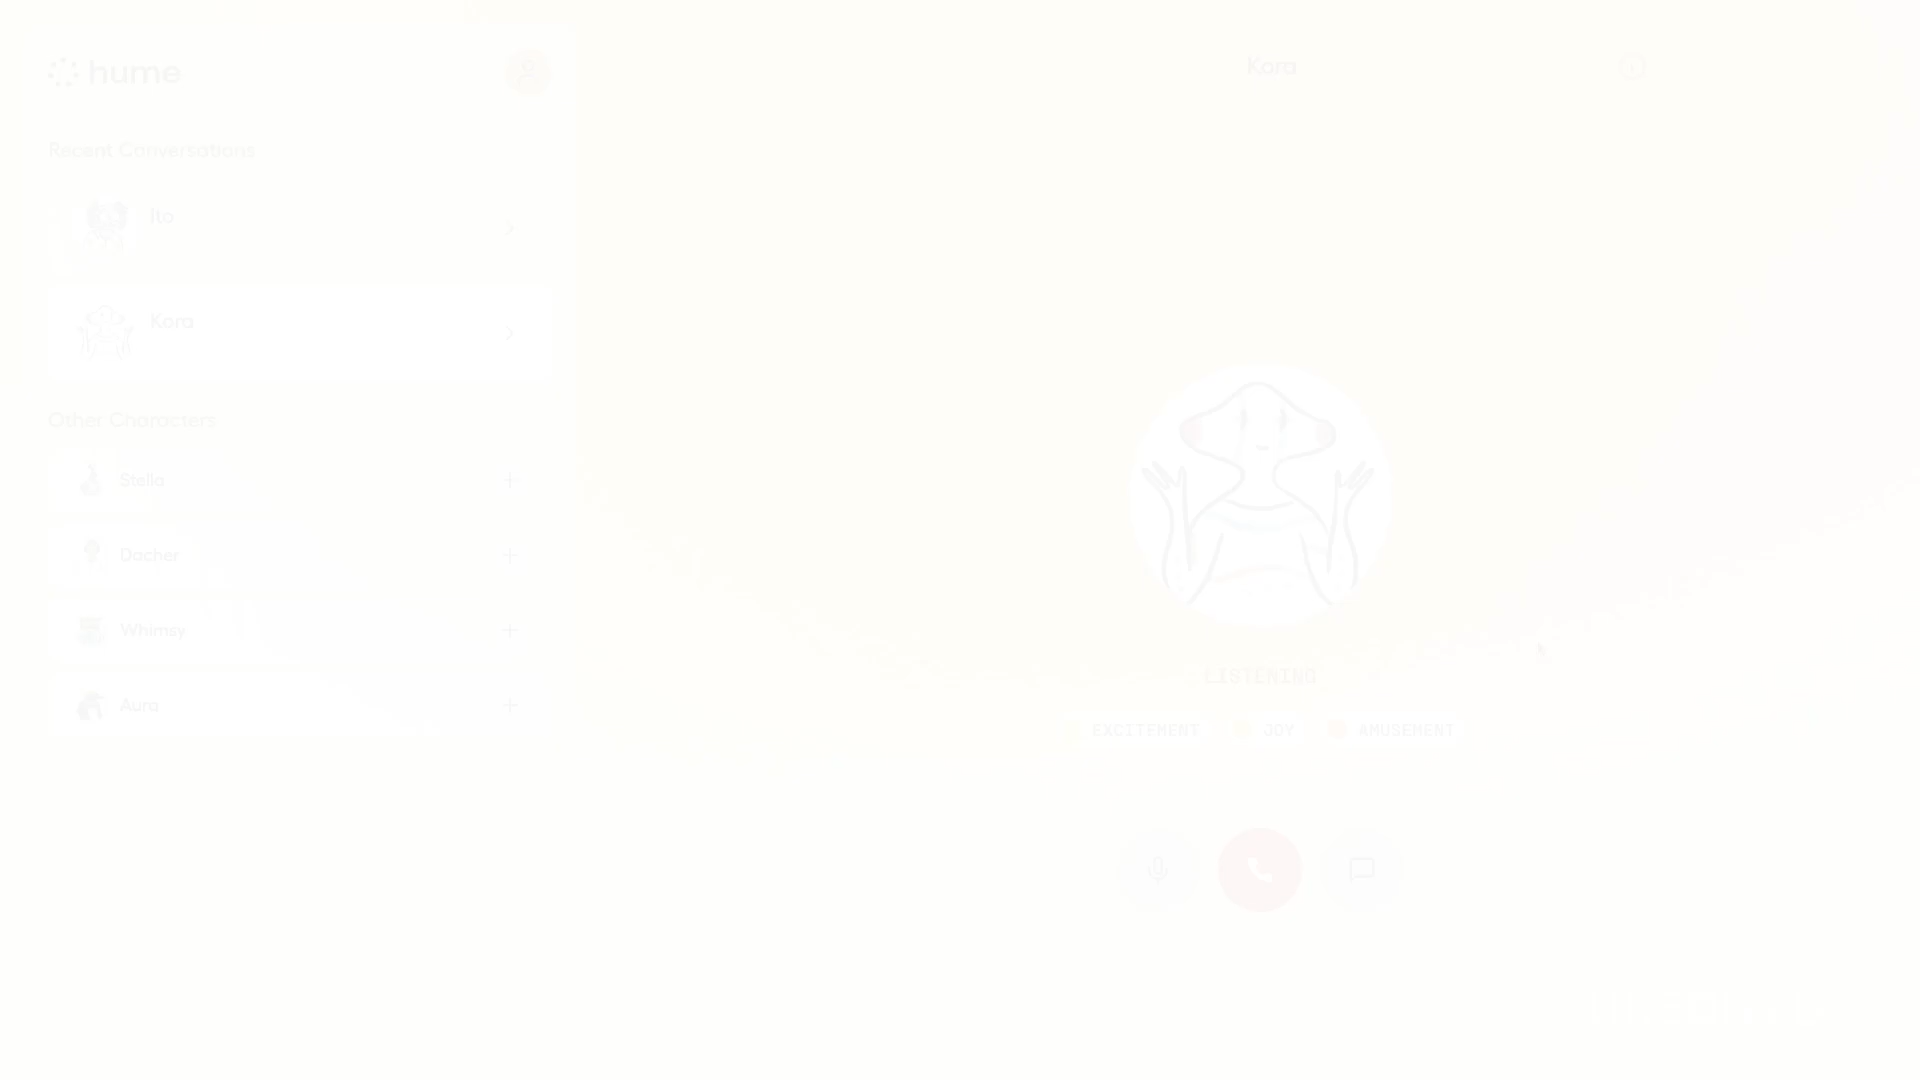 hume
Kora
Recent Conversations
Ito
Kora
Other Characters
Stella
Dacher
Whimsy
Aura
LISTENING
EXCITEMENT
JOY
AMUSEMENT